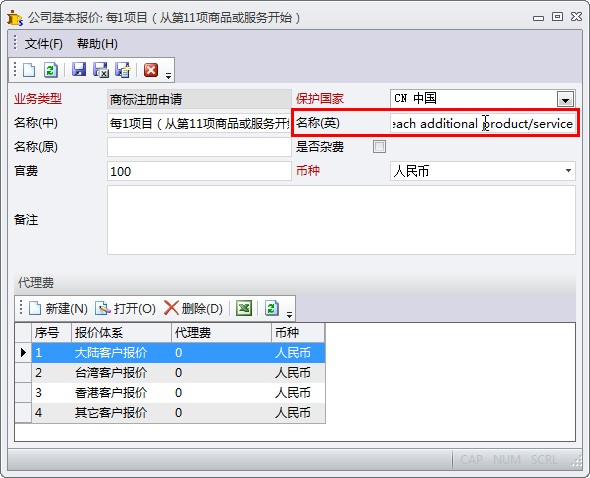 公司基本报价: 每1项目（从第11项商品或服务开始）
文件(F) 帮助(H)
业务类型 商标注册申请 保护国家 CN 中国
名称(中) 每1项目（从第11项商品或服务开 名称(英) each additional product/service
名称(原) 是否杂费
官费 100 币种 人民币
备注
代理费
新建(N) 打开(O) 删除(D)
序号 报价体系 代理费 币种
1 大陆客户报价 0 人民币
2 台湾客户报价 0 人民币
3 香港客户报价 0 人民币
4 其它客户报价 0 人民币
CAP NUM SCRL